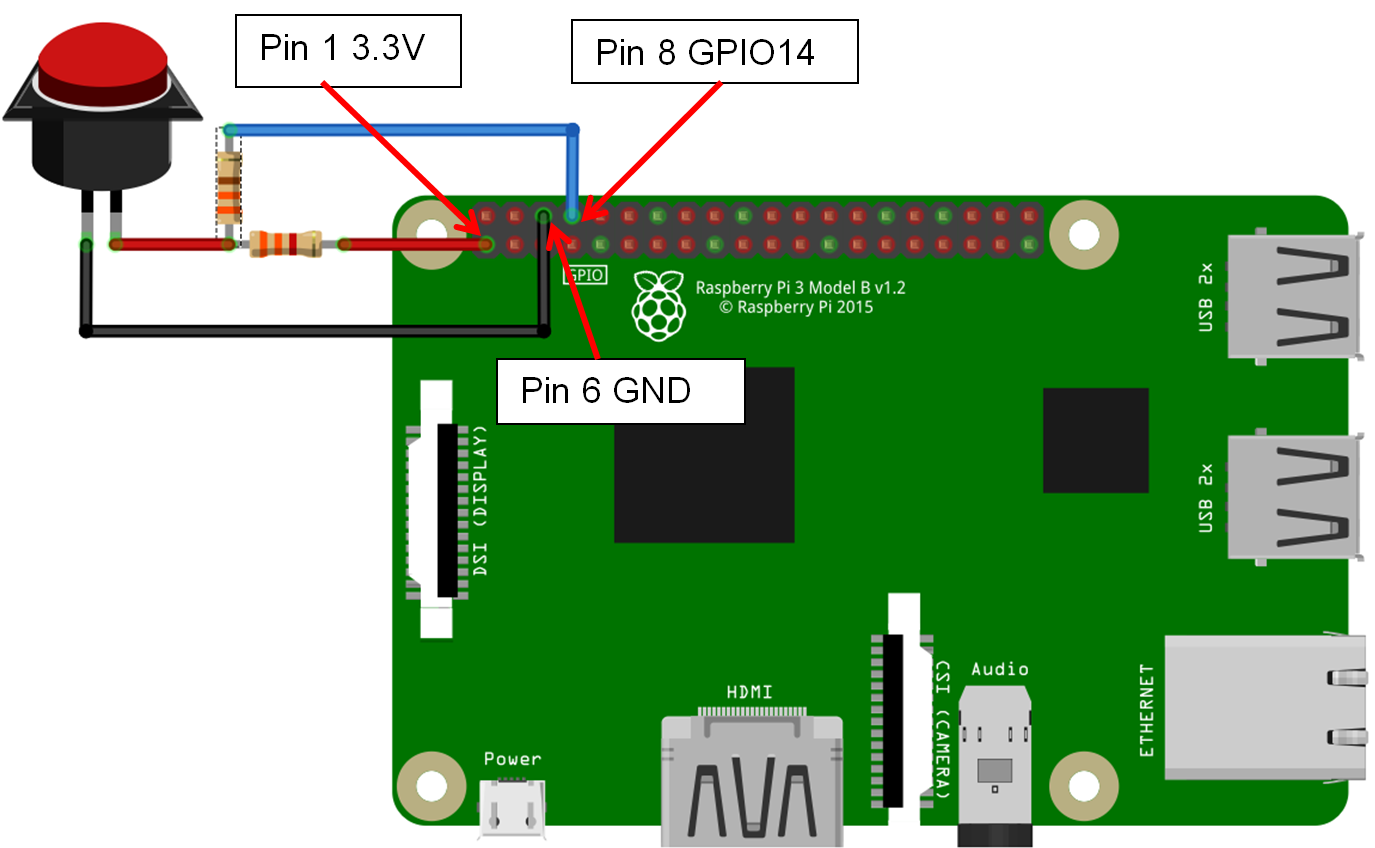 Pin 1 3.3V
Pin 8 GPIO14
GPIO
Raspberry Pi 3 Model B v1.2
© Raspberry Pi 2015
Pin 6 GND
USB 2x
DSI (DISPLAY)
USB 2x
CSI (CAMERA)
Audio
ETHERNET
HDMI
Power